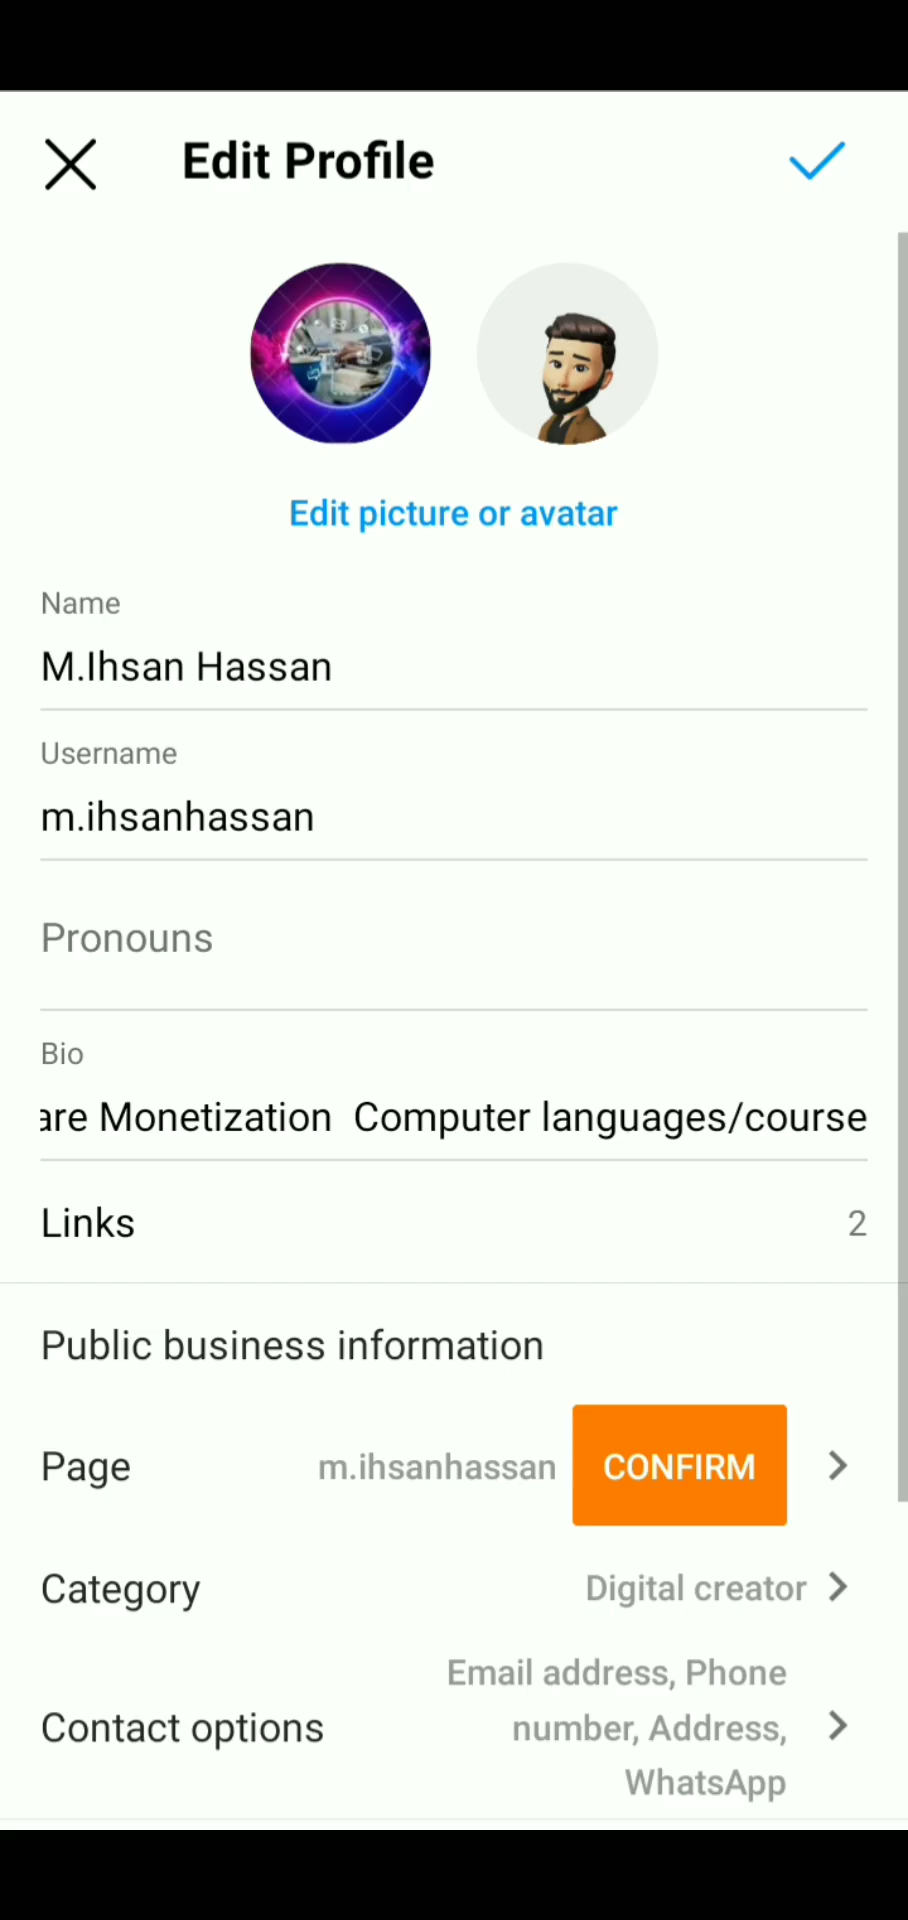 Edit Profile
Edit picture or avatar
Name
M.Ihsan Hassan
Username
m.ihsanhassan
Pronouns
Bio
are Monetization  Computer languages/course
Links 2
Public business information
Page m.ihsanhassan CONFIRM
Category Digital creator
Contact options Email address, Phone
number, Address,
WhatsApp